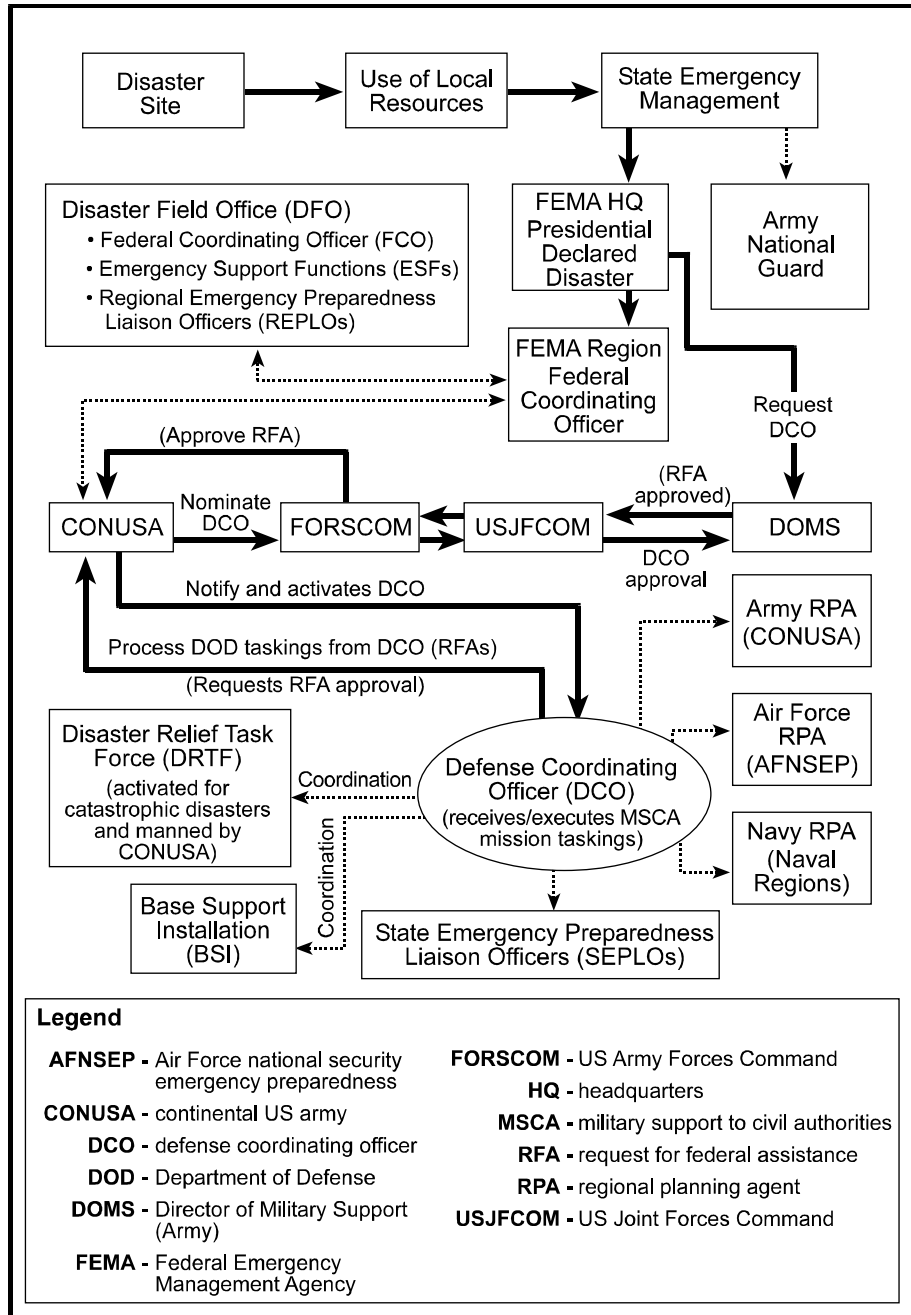 Disaster
Site
Use of Local
Resources
State Emergency
Management
Disaster Field Office (DFO)
• Federal Coordinating Officer (FCO)
• Emergency Support Functions (ESFs)
• Regional Emergency Preparedness
Liaison Officers (REPLOs)
FEMA HQ
Presidential
Declared
Disaster
Army
National
Guard
FEMA Region
Federal
Coordinating
Officer
Request
DCO
(Approve RFA)
(RFA
approved)
CONUSA
Nominate
DCO
FORSCOM
USJFCOM
DOMS
DCO
approval
Notify and activates DCO
Process DOD taskings from DCO (RFAs)
(Requests RFA approval)
Army RPA
(CONUSA)
Air Force
RPA
(AFNSEP)
Navy RPA
(Naval
Regions)
Disaster Relief Task
Force (DRTF)
(activated for
catastrophic disasters
and manned by
CONUSA)
Coordination
Defense Coordinating
Officer (DCO)
(receives/executes MSCA
mission taskings)
Coordination
Base Support
Installation
(BSI)
State Emergency Preparedness
Liaison Officers (SEPLOs)
Legend
AFNSEP - Air Force national security
emergency preparedness
CONUSA - continental US army
DCO - defense coordinating officer
DOD - Department of Defense
DOMS - Director of Military Support
(Army)
FEMA - Federal Emergency
Management Agency
FORSCOM - US Army Forces Command
HQ - headquarters
MSCA - military support to civil authorities
RFA - request for federal assistance
RPA - regional planning agent
USJFCOM - US Joint Forces Command